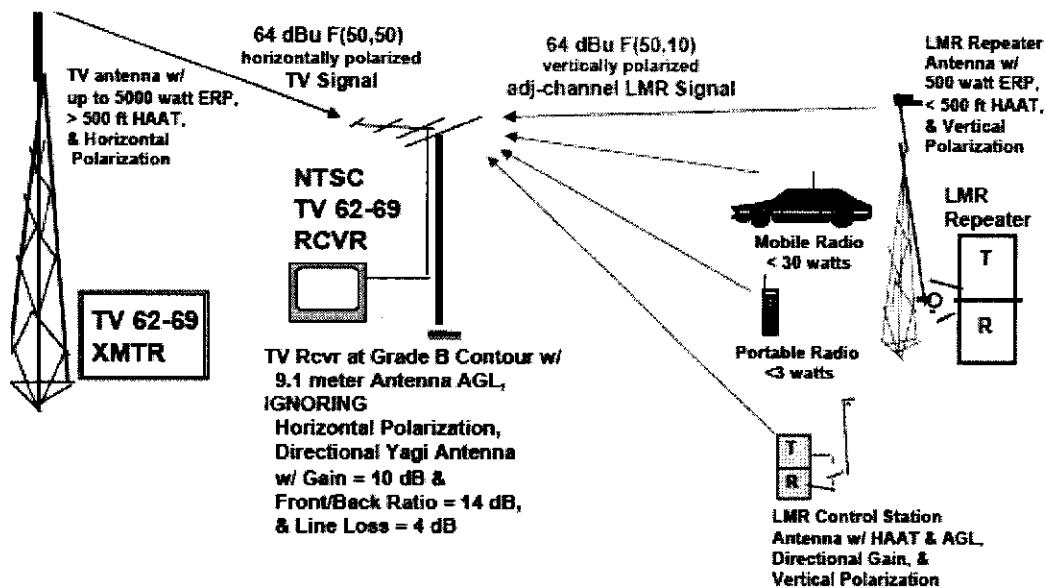 64 dBu F(50,50)
horizontally polarized
TV Signal
64 dBu F(50,10)
vertically polarized
adj-channel LMR Signal
LMR Repeater
Antenna w/
500 watt ERP,
< 500 ft HAAT,
& Vertical
Polarization
TV antenna w/
up to 5000 watt ERP,
> 500 ft HAAT,
& Horizontal
Polarization
NTSC
TV 62-69
RCVR
Mobile Radio
< 30 watts
LMR
Repeater
T
R
TV 62-69
XMTR
Portable Radio
<3 watts
TV Rcvr at Grade B Contour w/
9.1 meter Antenna AGL,
IGNORING
Horizontal Polarization,
Directional Yagi Antenna
w/ Gain = 10 dB &
Front/Back Ratio = 14 dB,
& Line Loss = 4 dB
T
R
LMR Control Station
Antenna w/ HAAT & AGL,
Directional Gain, &
Vertical Polarization